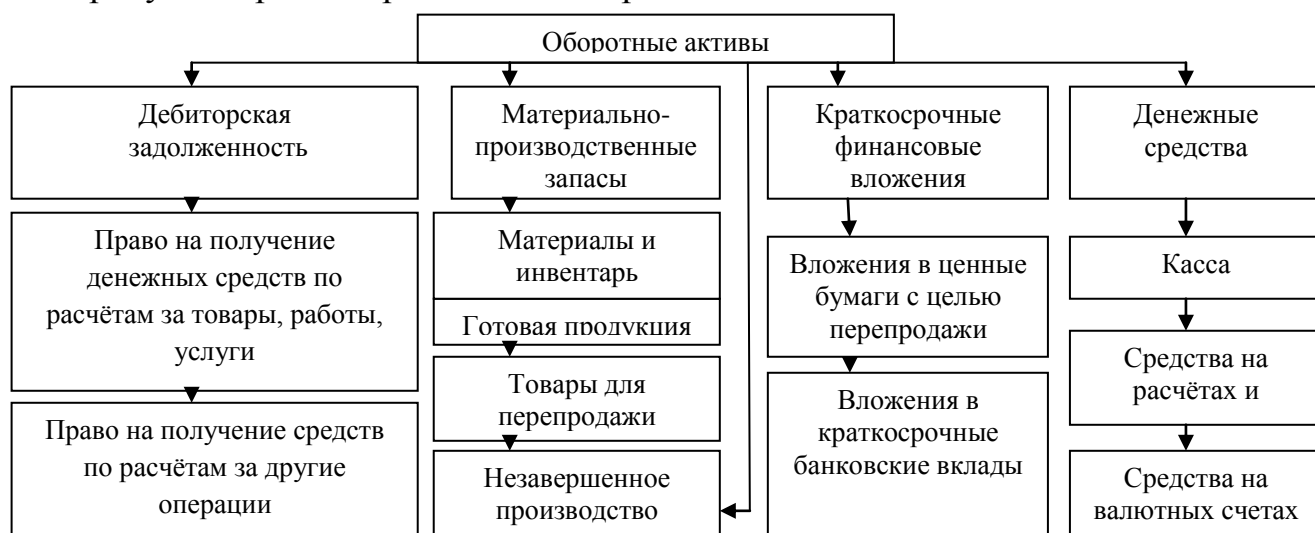 Оборотные активы
Дебиторская
задолженность
Материально-
производственные
запасы
Краткосрочные
финансовые
вложения
Денежные
средства
Право на получение
денежных средств по
расчётам за товары, работы,
услуги
Материалы и
инвентарь
Готовая продукция
Вложения в ценные
бумаги с целью
перепродажи
Касса
Товары для
перепродажи
Средства на
расчётах и
Право на получение средств
по расчётам за другие
операции
Незавершенное
производство
Вложения в
краткосрочные
банковские вклады
Средства на
валютных счетах